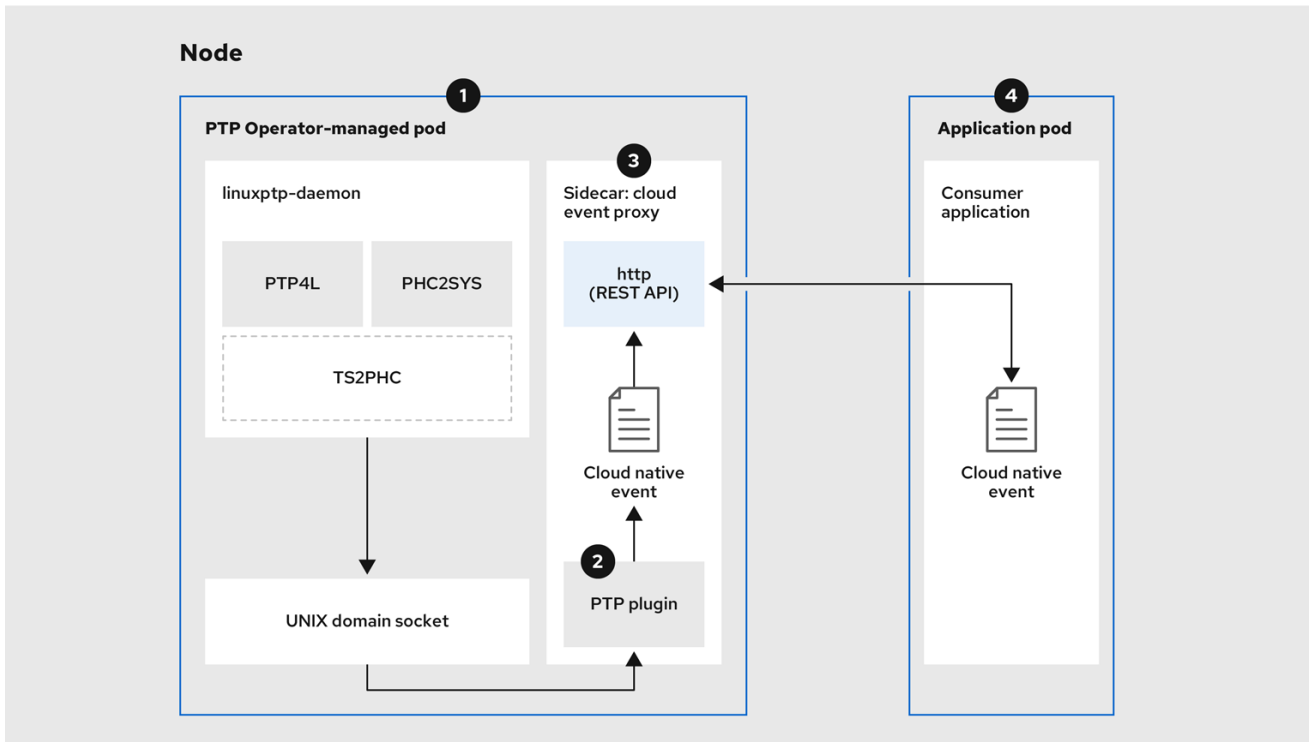 Node
1
PTP Operator-managed pod
linuxptp-daemon
PTP4L
PHC2SYS
TS2PHC
UNIX domain socket
3
Sidecar: cloud
event proxy
http
(REST API)
Cloud native
event
2
PTP plugin
4
Application pod
Consumer
application
Cloud native
event